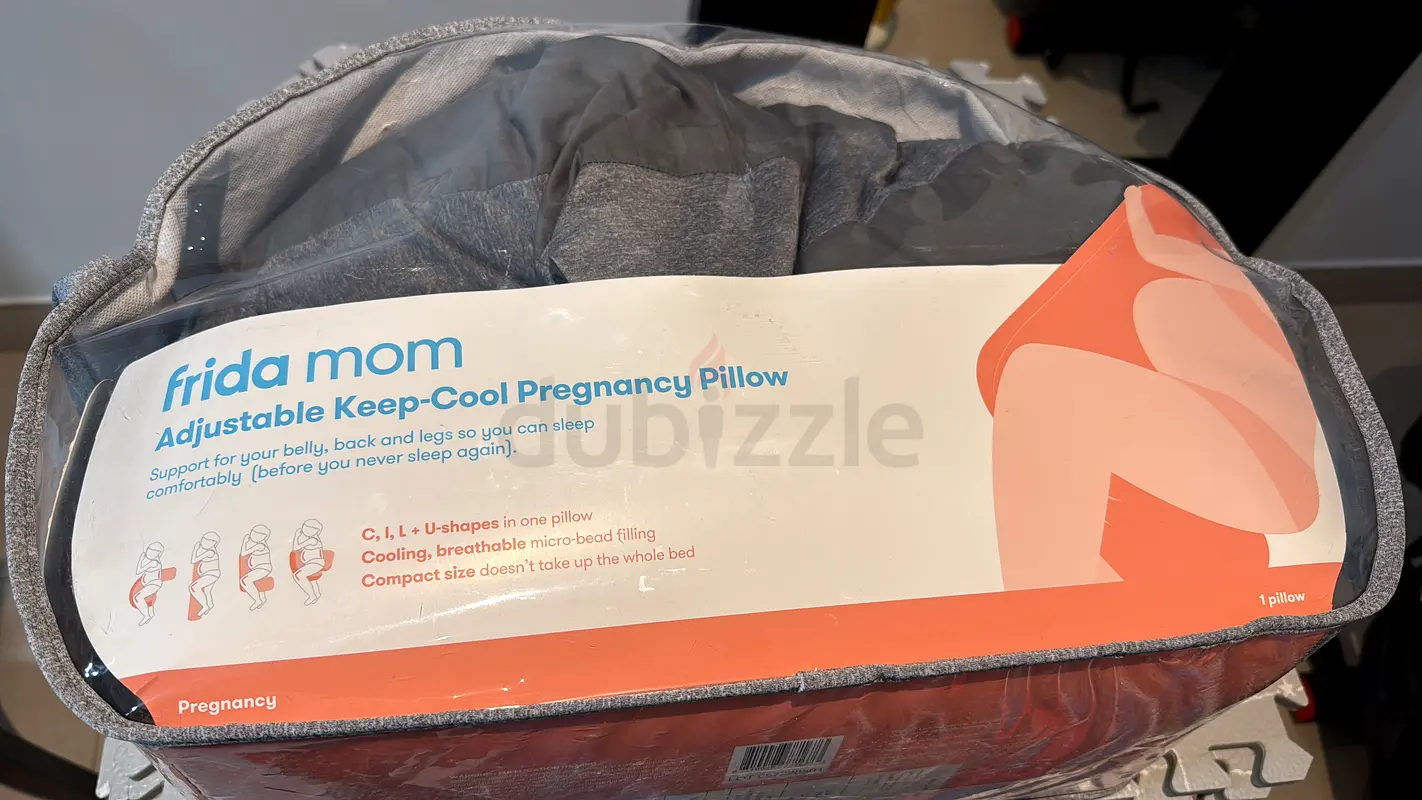 frida mom
Adjustable Keep-Cool Pregnancy Pillow
Support for your belly, back and legs so you can sleep
comfortably (before you never sleep again).
C, I, L + U-shapes in one pillow
Cooling, breathable micro-bead filling
Compact size doesn't take up the whole bed
1 pillow
Pregnancy
dubizzle